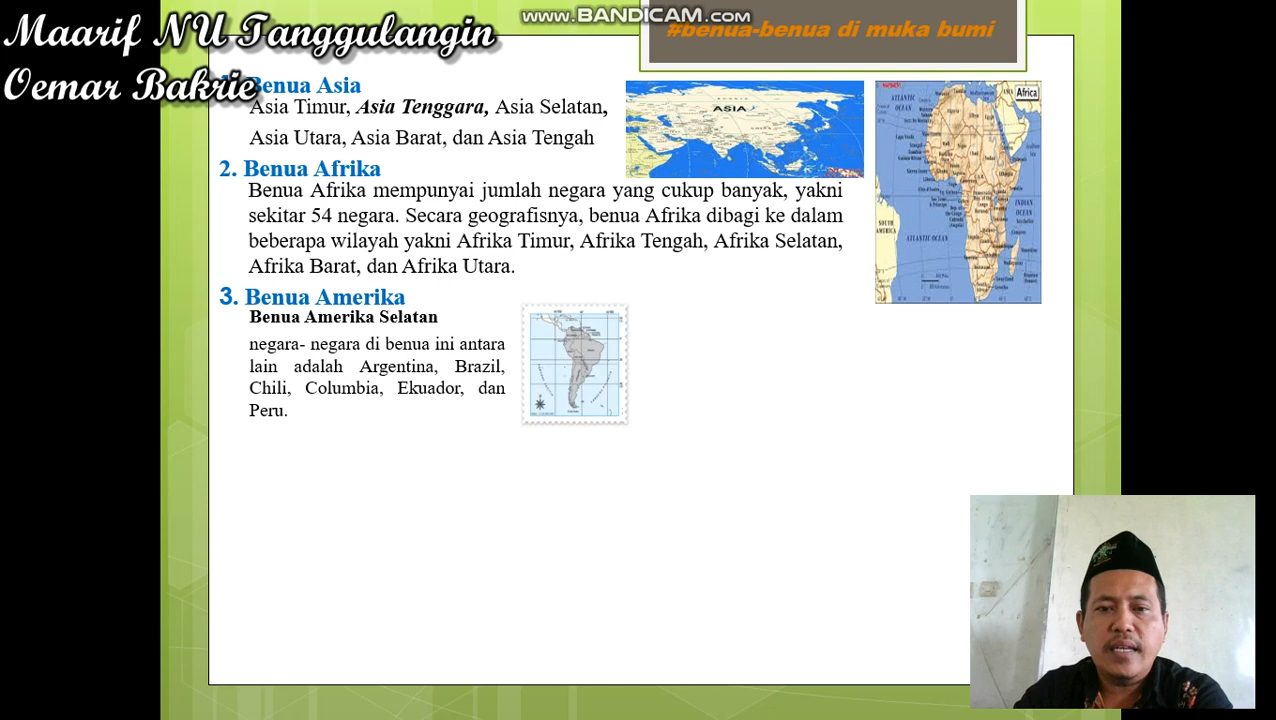 Maarif NU Tanggulangin
Oemar Bakrie
www.BANDICAM.com
#benua-benua di muka bumi
Benua Asia
Asia Timur, Asia Tenggara, Asia Selatan,
Asia Utara, Asia Barat, dan Asia Tengah
ASIA
Africa
ATLANTIC OCEAN
SOUTH AMERICA
ATLANTIC OCEAN
INDIAN OCEAN
2. Benua Afrika
Benua Afrika mempunyai jumlah negara yang cukup banyak, yakni
sekitar 54 negara. Secara geografisnya, benua Afrika dibagi ke dalam
beberapa wilayah yakni Afrika Timur, Afrika Tengah, Afrika Selatan,
Afrika Barat, dan Afrika Utara.
3. Benua Amerika
Benua Amerika Selatan
negara- negara di benua ini antara
lain adalah Argentina, Brazil,
Chili, Columbia, Ekuador, dan
Peru.